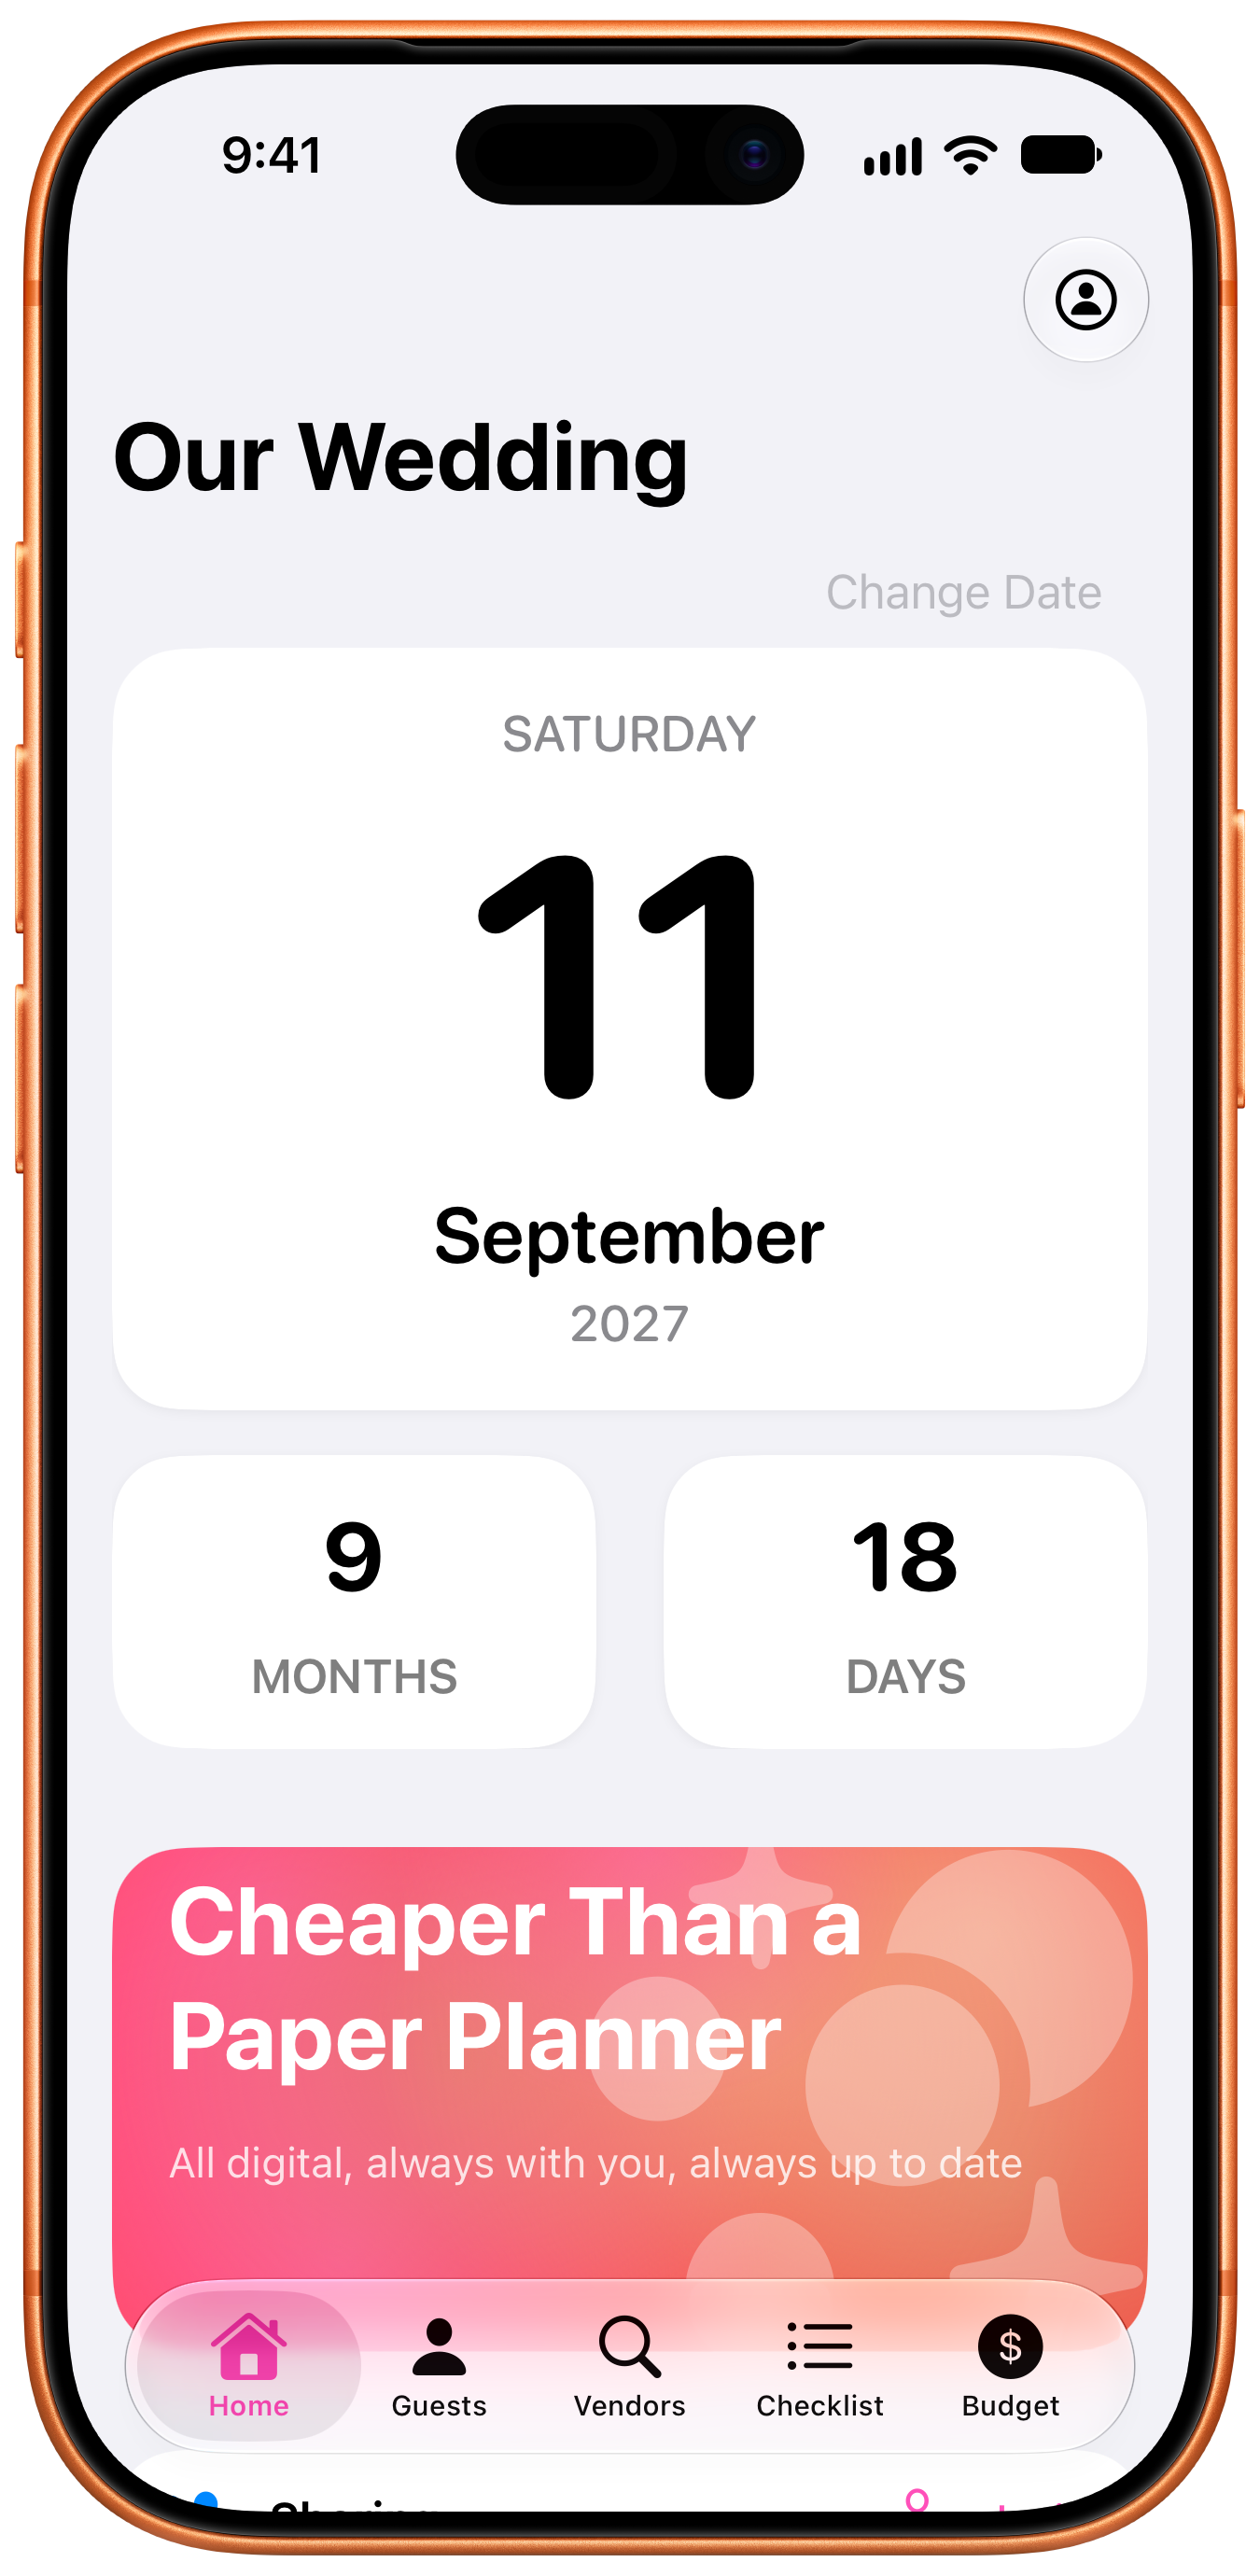 9:41
Our Wedding
Change Date
SATURDAY
11
September
2027
9
MONTHS
18
DAYS
Cheaper Than a
Paper Planner
All digital, always with you, always up to date
Home
Guests
Vendors
Checklist
Budget